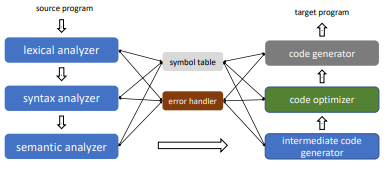 source program
target program
lexical analyzer
symbol table
code generator
syntax analyzer
error handler
code optimizer
semantic analyzer
intermediate code
generator